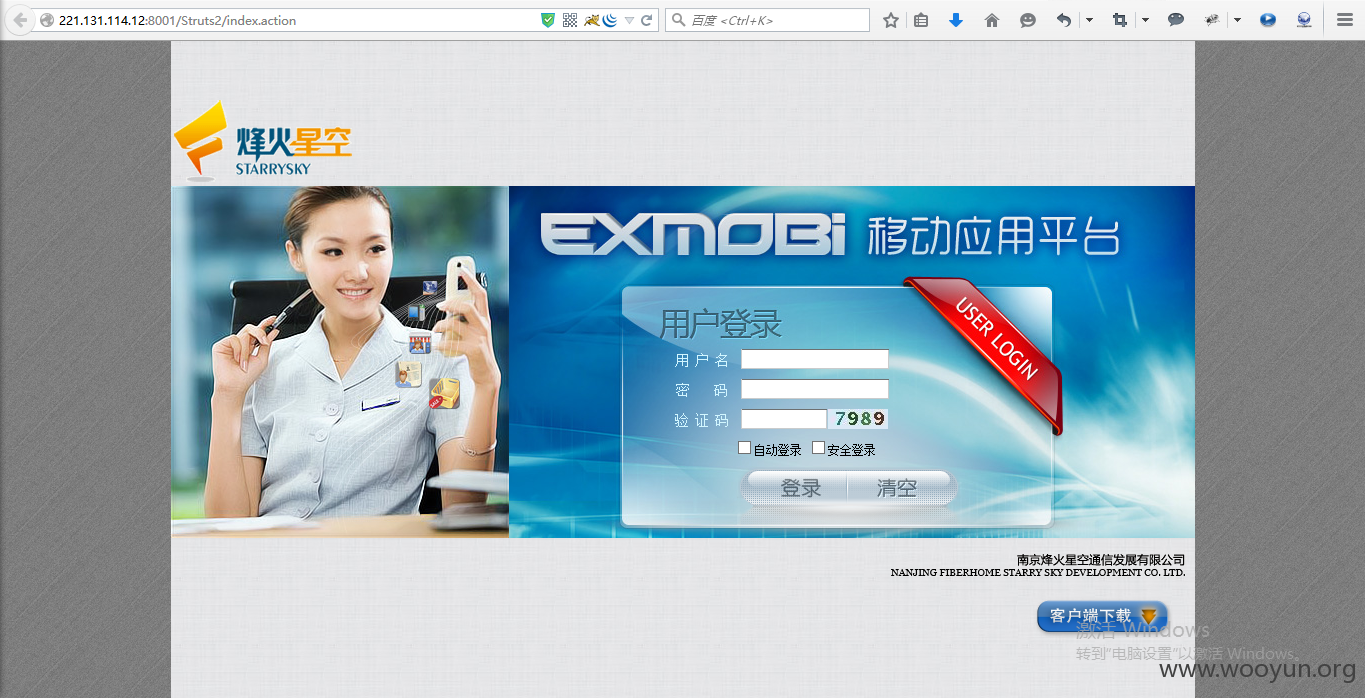 221.131.114.12:8001/Struts2/index.action
百度 <Ctrl+K>
烽火星空
STARRYSKY
EXMOBi 移动应用平台
USER LOGIN
用户登录
用户名
密 码
验证码 7989
自动登录 安全登录
登录 清空
南京烽火星空通信发展有限公司
NANJING FIBERHOME STARRY SKY DEVELOPMENT CO. LTD.
客户端下载
激活 Windows
转到"电脑设置"以激活 Windows。
www.wooyun.org